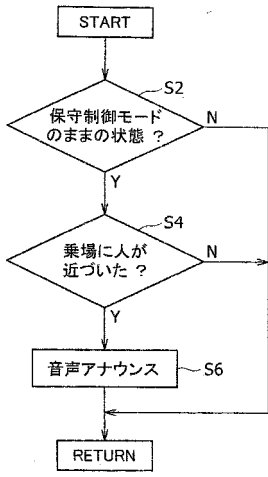 START
S2
保守制御モード
のままの状態 ?
N
Y
S4
乗場に人が
近づいた ?
N
Y
音声アナウンス
S6
RETURN